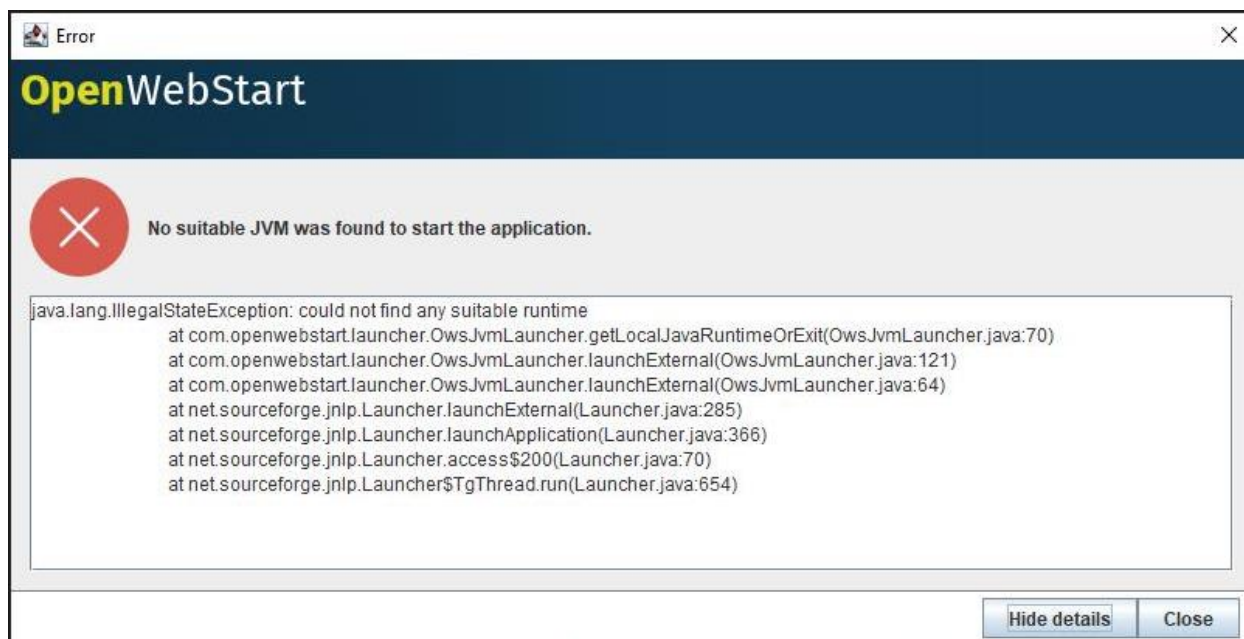 Error
OpenWebStart
No suitable JVM was found to start the application.
java.lang.IllegalStateException: could not find any suitable runtime
at com.openwebstart.launcher.OwsJvmLauncher.getLocalJavaRuntimeOrExit(OwsJvmLauncher.java:70)
at com.openwebstart.launcher.OwsJvmLauncher.launchExternal(OwsJvmLauncher.java:121)
at com.openwebstart.launcher.OwsJvmLauncher.launchExternal(OwsJvmLauncher.java:64)
at net.sourceforge.jnlp.Launcher.launchExternal(Launcher.java:285)
at net.sourceforge.jnlp.Launcher.launchApplication(Launcher.java:366)
at net.sourceforge.jnlp.Launcher.access$200(Launcher.java:70)
at net.sourceforge.jnlp.Launcher$TgThread.run(Launcher.java:654)
Hide details Close